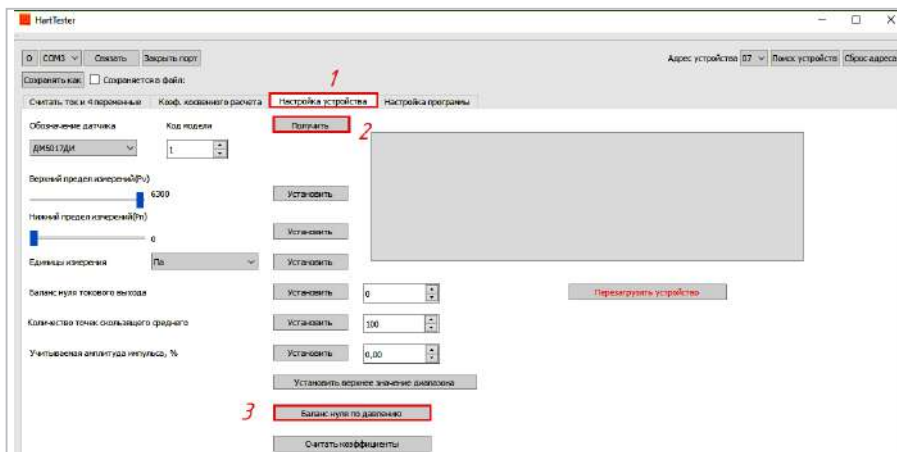 HartTester
1
О COM3 Связать Закрыть порт Адрес устройства 07 Поиск устройств Сброс адреса
Сохранять как Сохраняется в файл:
Считать ток и 4 переменные Коэф. косвенного расчета Настройка устройства Настройка программы
Обозначение датчика Код модели Получить 2
ДМ5017ДИ 1
Верхний предел измерений(Pv)
6300 Установить
Нижний предел измерений(Pn)
0 Установить
Единицы измерения Па Установить
Баланс нуля токового выхода Установить 0 Перезагрузить устройство
Количество точек скользящего среднего Установить 100
Учитываемая амплитуда импульса, % Установить 0,00
Установить верхнее значение диапазона
3 Баланс нуля по давлению
Считать коэффициенты